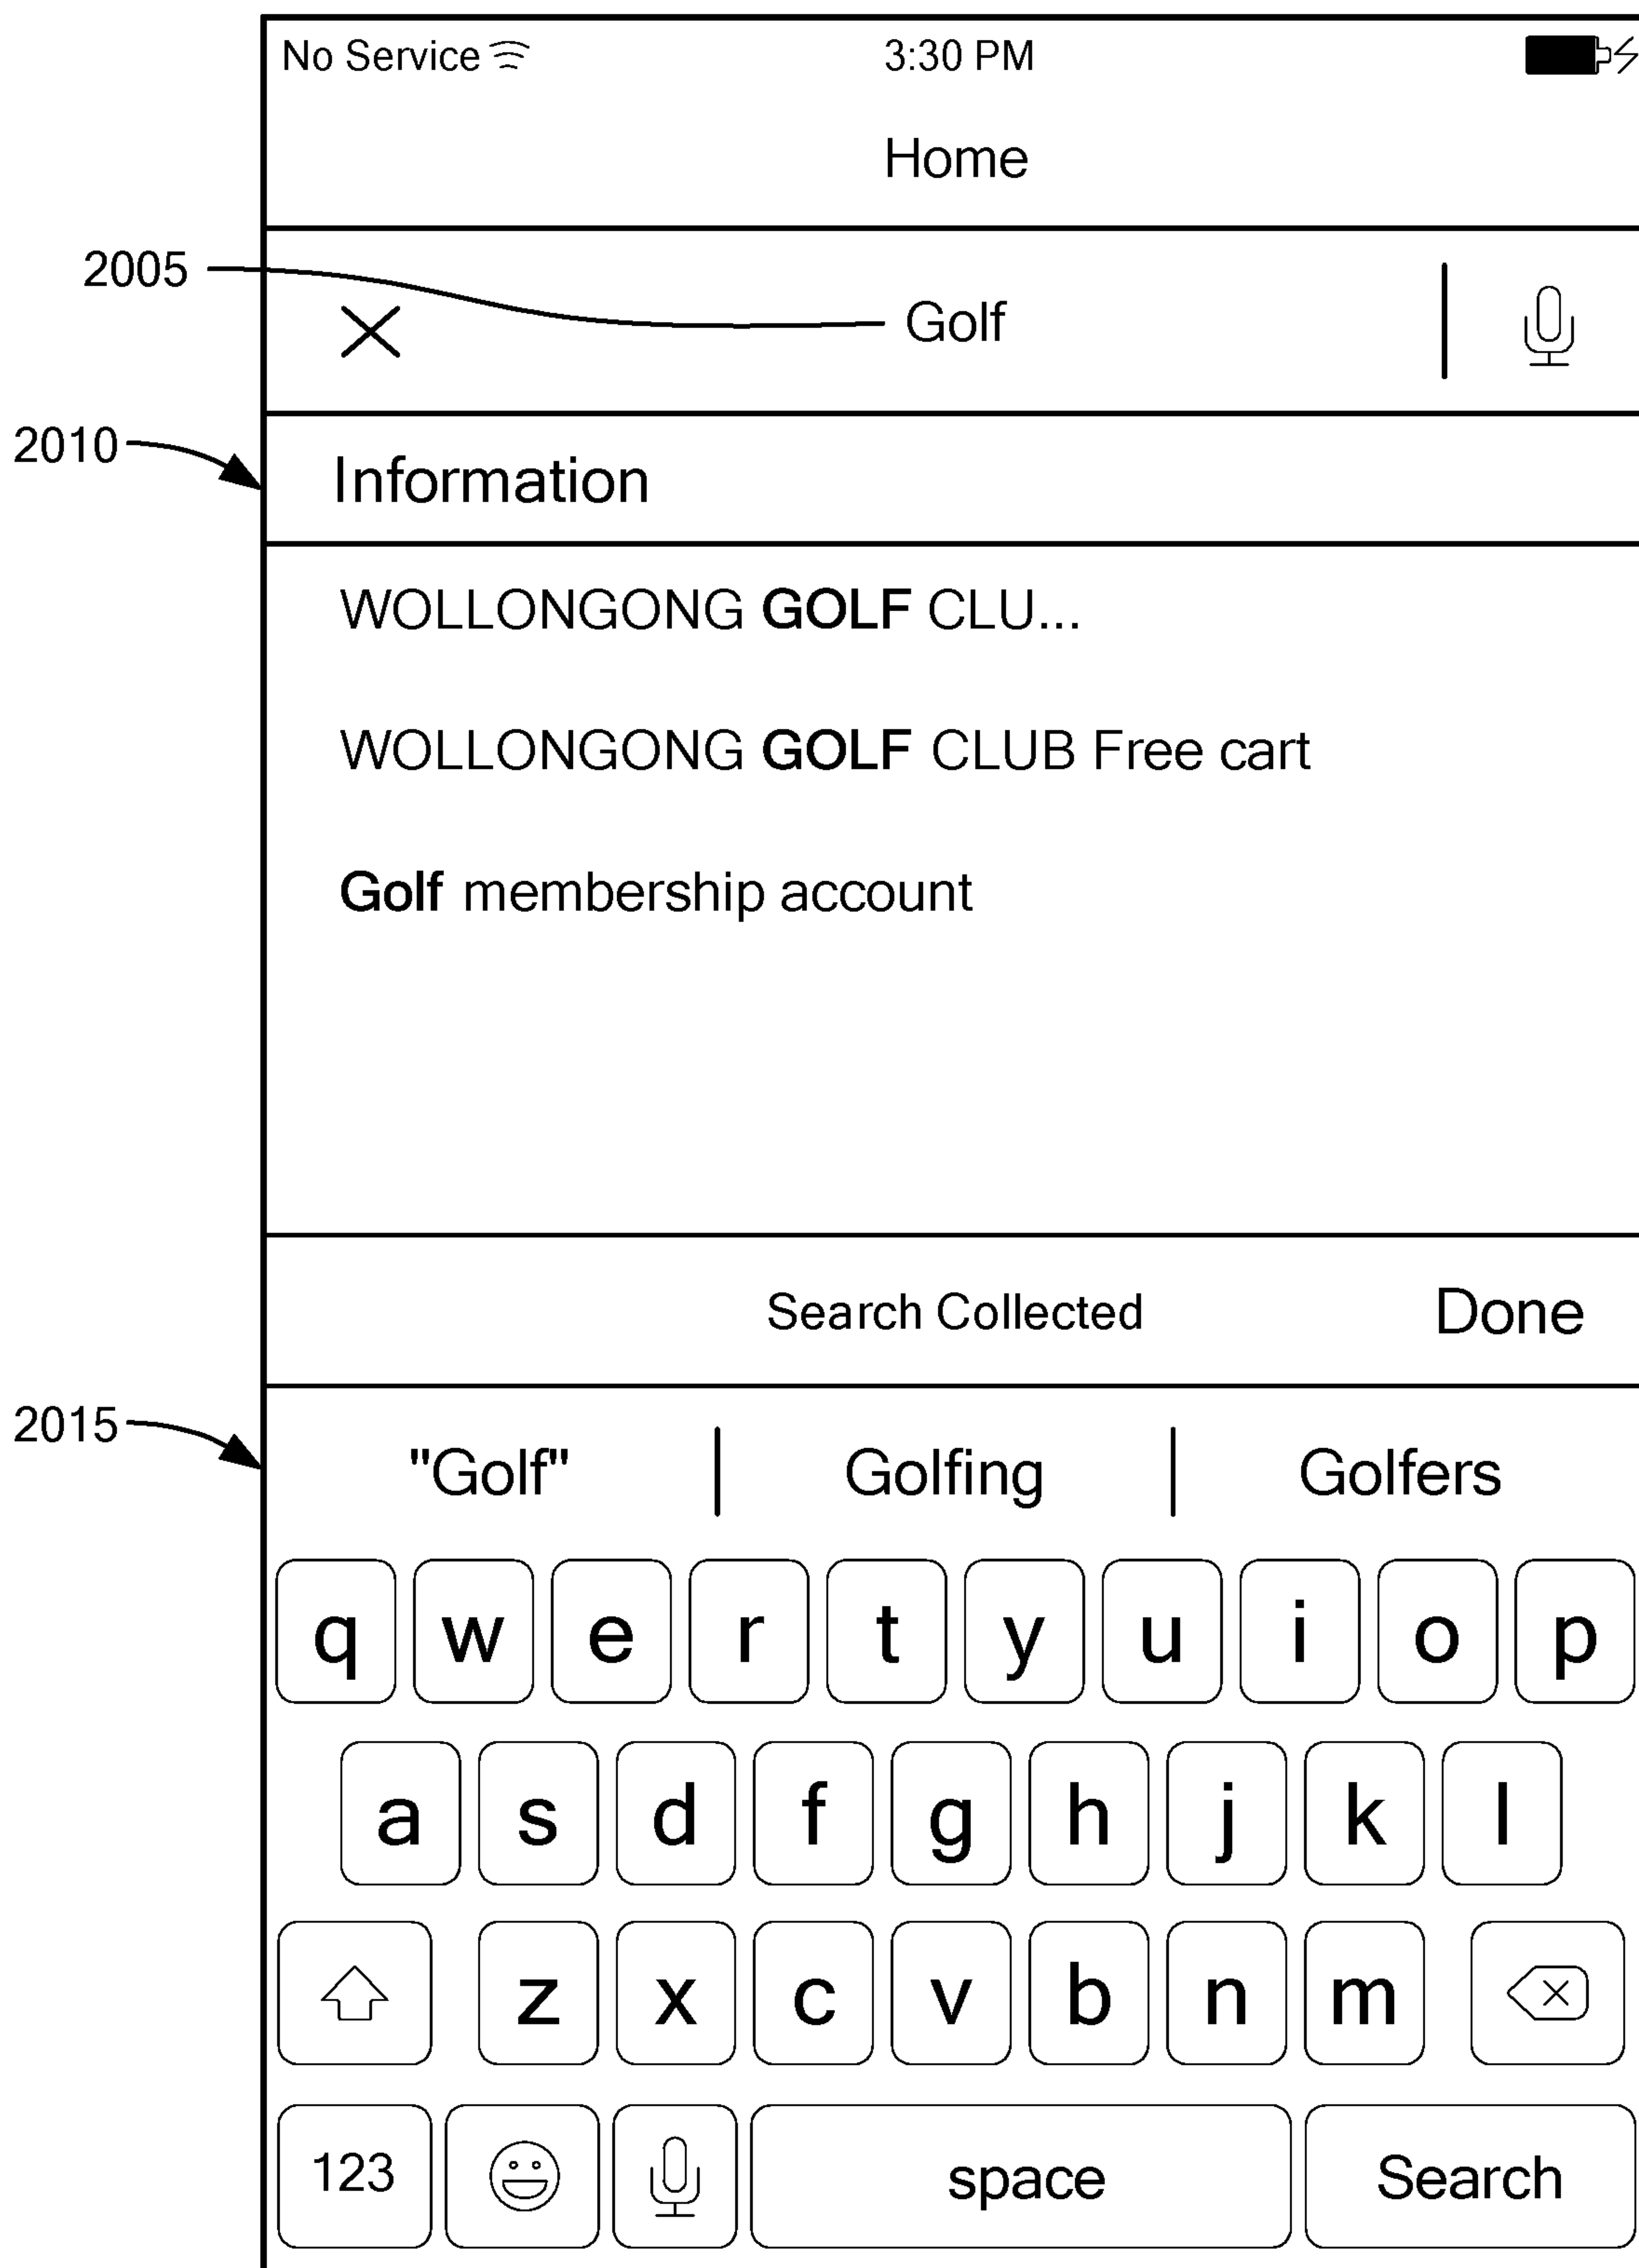 No Service 3:30 PM
Home
2005
Golf
2010
Information
WOLLONGONG GOLF CLU...
WOLLONGONG GOLF CLUB Free cart
Golf membership account
Search Collected Done
2015
"Golf" Golfing Golfers
q w e r t y u i o p
a s d f g h j k l
z x c v b n m
123 space Search